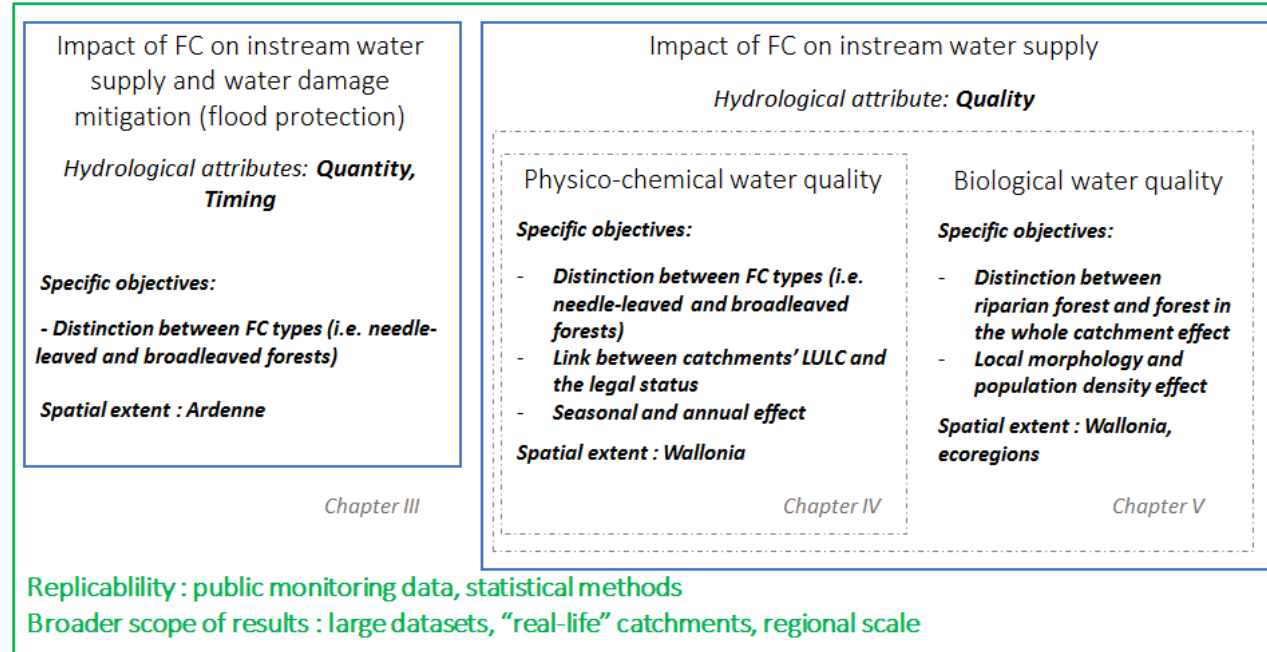 Impact of FC on instream water
supply and water damage
mitigation (flood protection)
Hydrological attributes: Quantity,
Timing
Specific objectives:
- Distinction between FC types (i.e. needle-
leaved and broadleaved forests)
Spatial extent : Ardenne
Chapter III
Impact of FC on instream water supply
Hydrological attribute: Quality
Physico-chemical water quality
Specific objectives:
- Distinction between FC types (i.e.
needle-leaved and broadleaved
forests)
- Link between catchments’ LULC and
the legal status
- Seasonal and annual effect
Spatial extent : Wallonia
Chapter IV
Biological water quality
Specific objectives:
- Distinction between
riparian forest and forest in
the whole catchment effect
- Local morphology and
population density effect
Spatial extent : Wallonia,
ecoregions
Chapter V
Replicablility : public monitoring data, statistical methods
Broader scope of results : large datasets, “real-life” catchments, regional scale